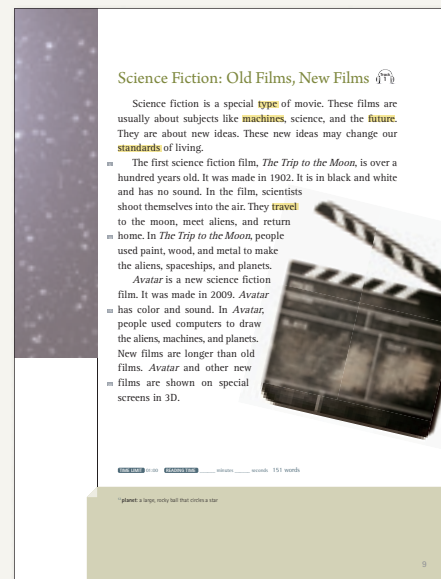 Science Fiction: Old Films, New Films
Science fiction is a special type of movie. These films are
usually about subjects like machines, science, and the future.
They are about new ideas. These new ideas may change our
standards of living.
The first science fiction film, The Trip to the Moon, is over a
hundred years old. It was made in 1902. It is in black and white
and has no sound. In the film, scientists
shoot themselves into the air. They travel
to the moon, meet aliens, and return
home. In The Trip to the Moon, people
used paint, wood, and metal to make
the aliens, spaceships, and planets.
Avatar is a new science fiction
film. It was made in 2009. Avatar
has color and sound. In Avatar,
people used computers to draw
the aliens, machines, and planets.
New films are longer than old
films. Avatar and other new
films are shown on special
screens in 3D.
TIME LIMIT READING TIME ______ minutes ______ seconds 151 words
planet: a large, rocky ball that circles a star
9